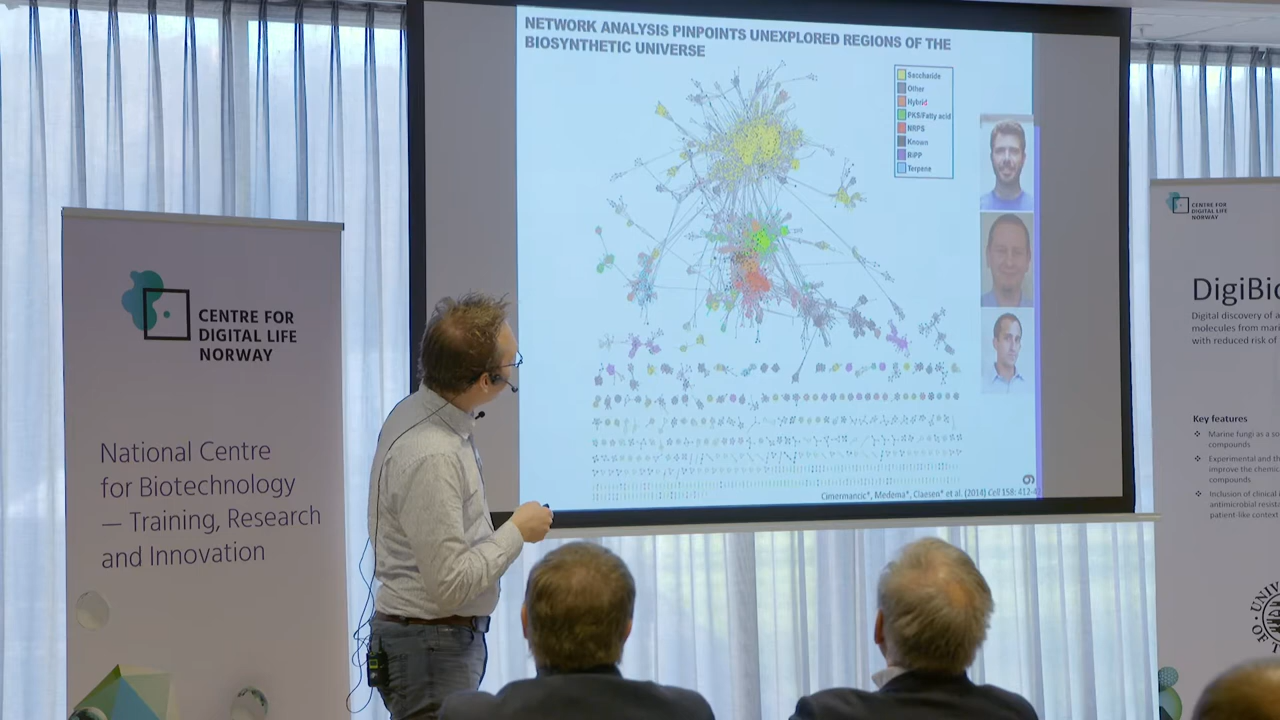 NETWORK ANALYSIS PINPOINTS UNEXPLORED REGIONS OF THE
BIOSYNTHETIC UNIVERSE
Saccharide
Other
Hybrid
PKS/Fatty acid
NRPS
Known
RiPP
Terpene
Cimermancic*, Medema*, Claesen* et al. (2014) Cell 158: 412-
6
CENTRE FOR
DIGITAL LIFE
NORWAY
National Centre
for Biotechnology
— Training, Research
and Innovation
CENTRE FOR
DIGITAL LIFE
NORWAY
DigiBio
Digital discovery of a
molecules from mar
with reduced risk of
Key features
Marine fungi as a so
compounds
Experimental and th
improve the chemic
compounds
Inclusion of clinical
antimicrobial resista
patient-like context
OF · UNIV